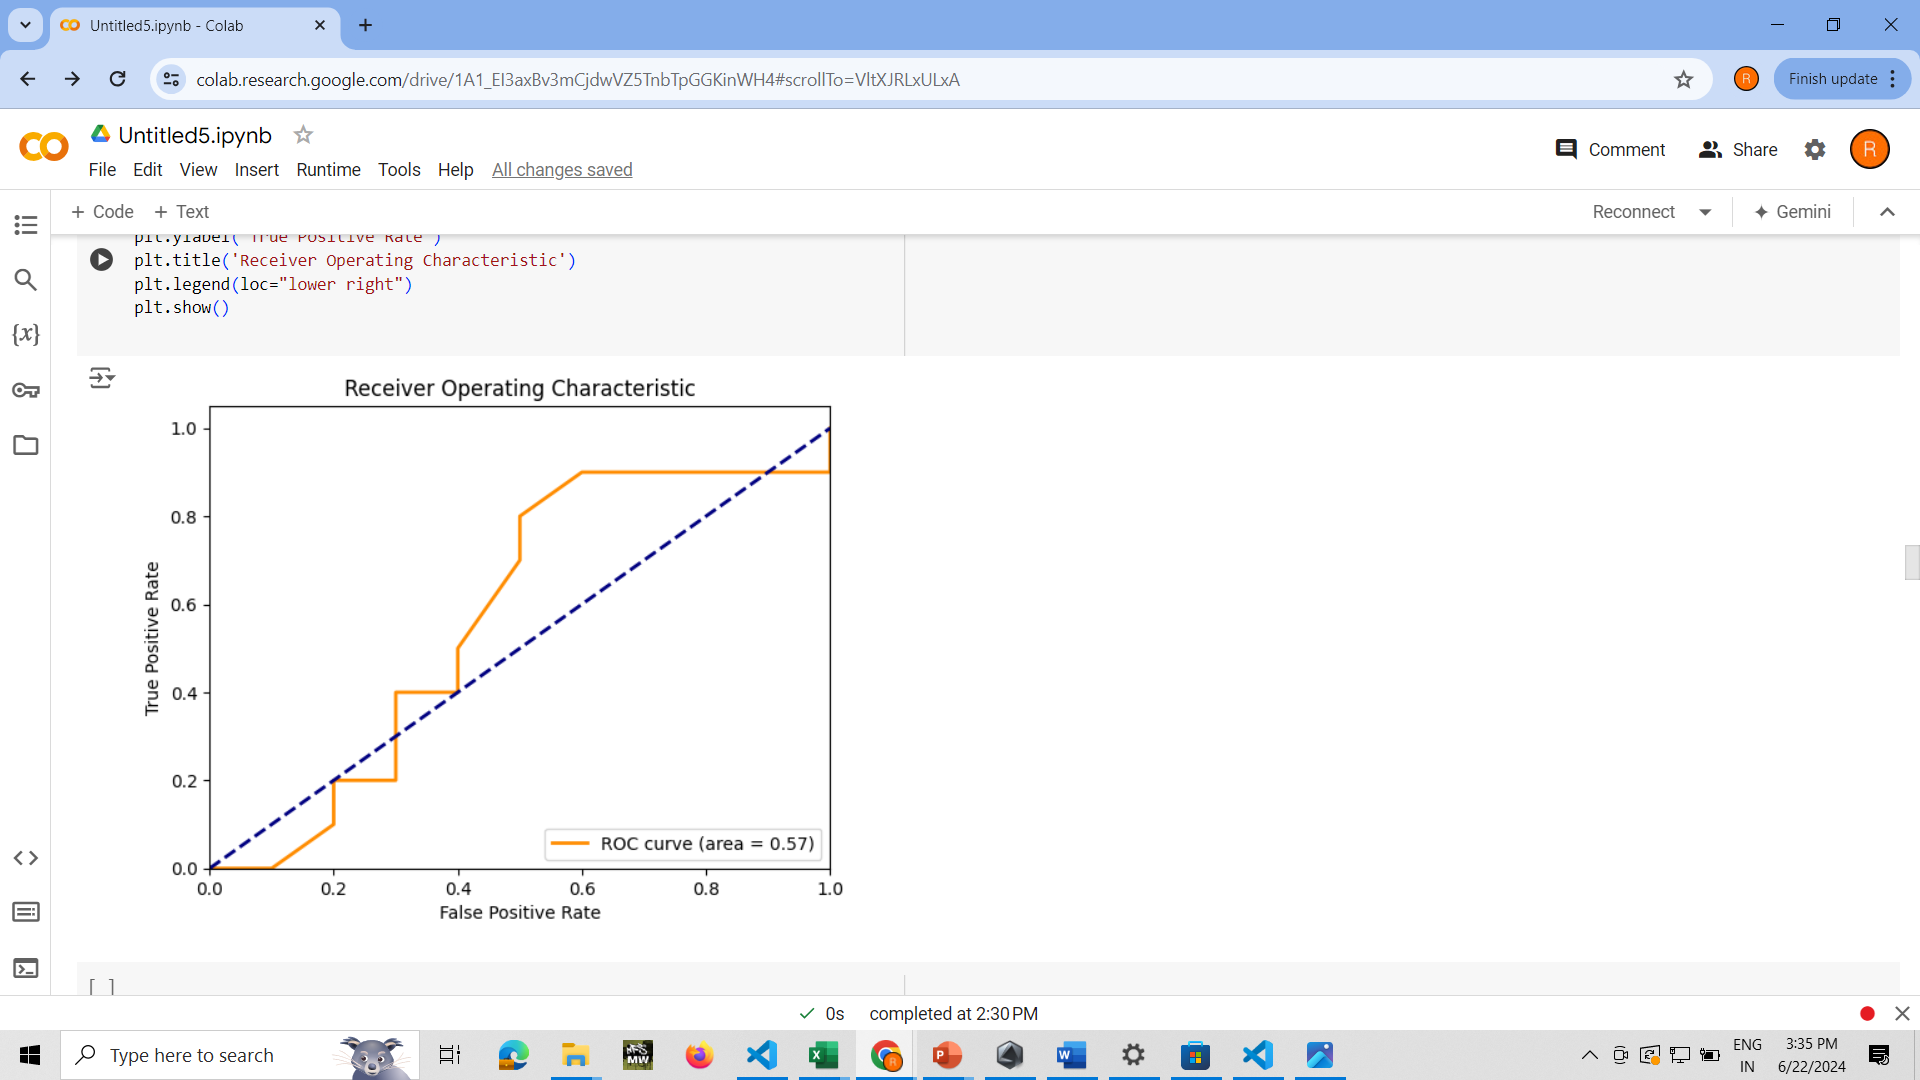 Untitled5.ipynb - Colab
colab.research.google.com/drive/1A1_EI3axBv3mCjdwVZ5TnbTpGGKinWH4#scrollTo=VltXJRLxULxA
R
Finish update
Untitled5.ipynb
File Edit View Insert Runtime Tools Help All changes saved
Comment
Share
R
+ Code + Text
Reconnect
Gemini
plt.ylabel('True Positive Rate')
plt.title('Receiver Operating Characteristic')
plt.legend(loc="lower right")
plt.show()
{x}
Receiver Operating Characteristic
1.0
0.8
0.6
0.4
0.2
0.0
True Positive Rate
ROC curve (area = 0.57)
0.0 0.2 0.4 0.6 0.8 1.0
False Positive Rate
[ ]
0s completed at 2:30 PM
Type here to search
MW
ENG
IN
3:35 PM
6/22/2024